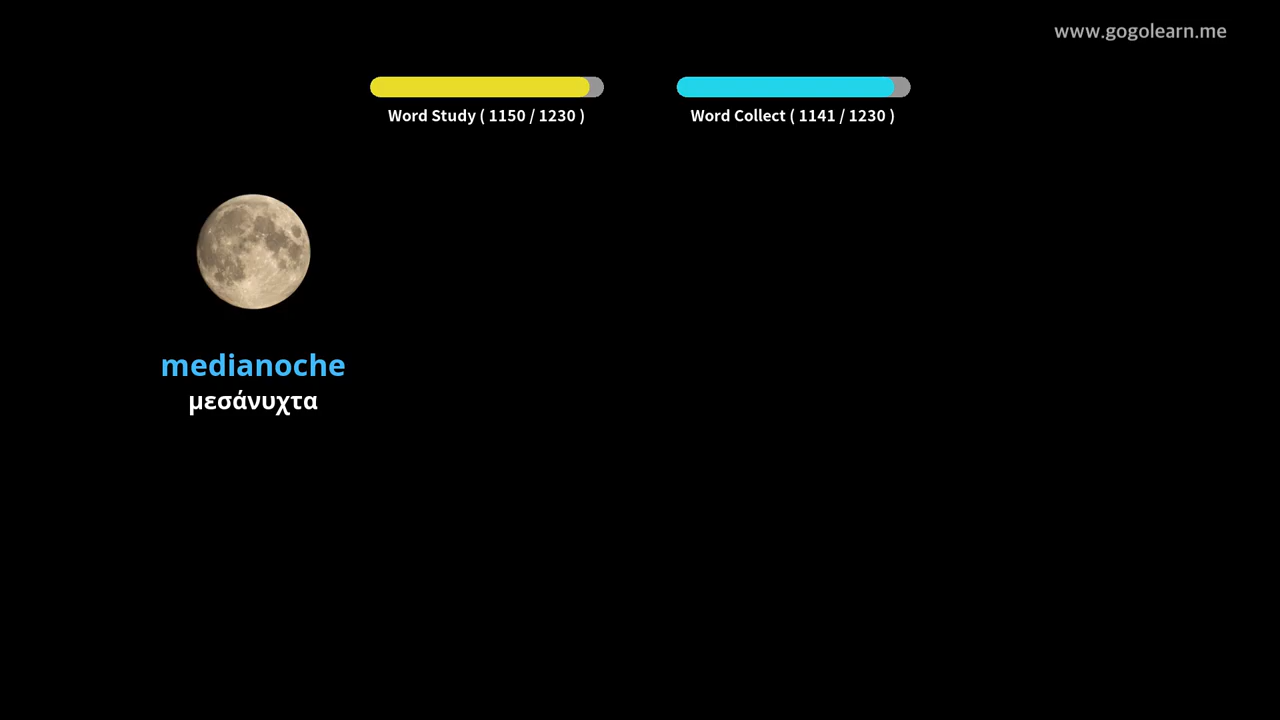 www.gogolearn.me
Word Study ( 1150 / 1230 )
Word Collect ( 1141 / 1230 )
medianoche
μεσάνυχτα